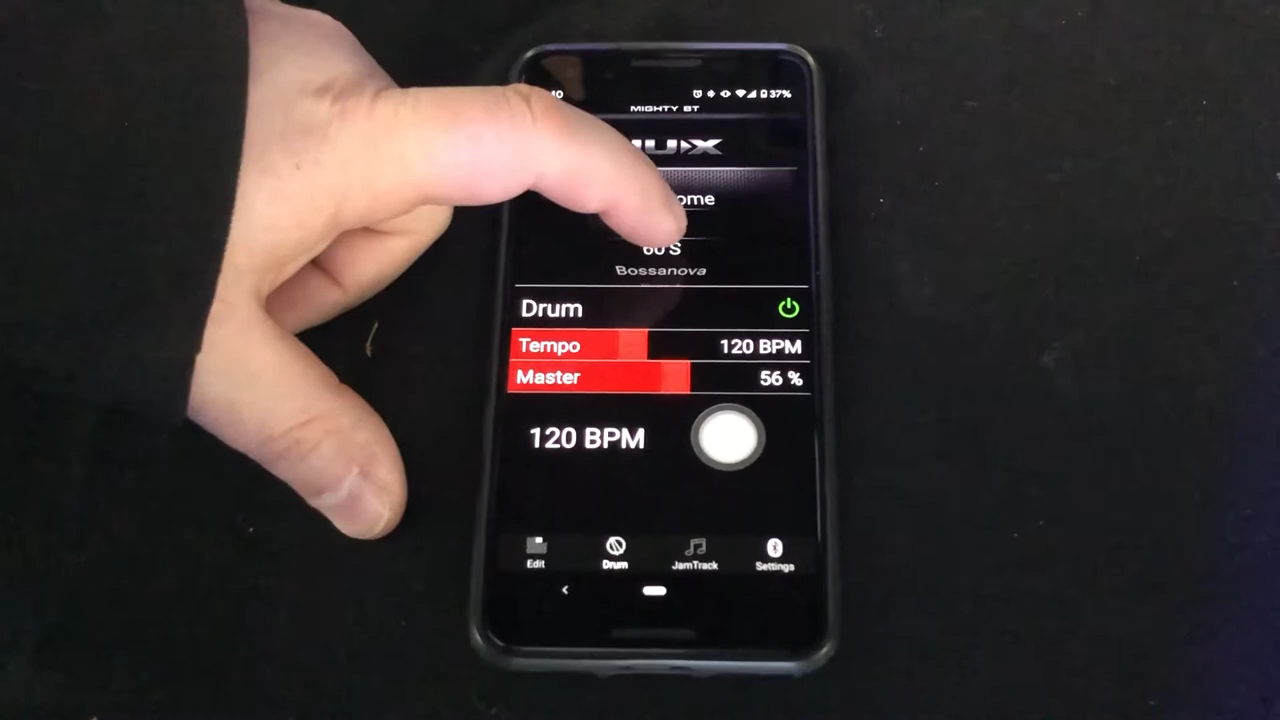 37%
MIGHTY BT
60'S
Bossanova
Drum
Tempo 120 BPM
Master 56 %
120 BPM
Edit Drum JamTrack Settings